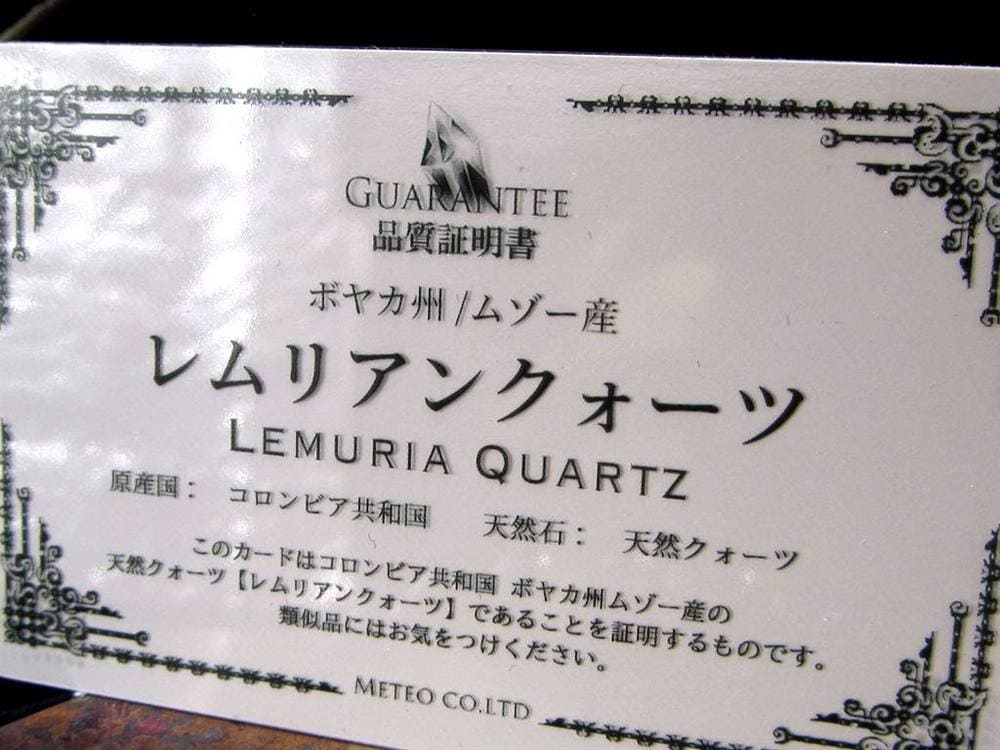 GUARANTEE
品質証明書
ボヤカ州/ムゾー産
レムリアンクォーツ
LEMURIA QUARTZ
原産国： コロンビア共和国 天然石： 天然クォーツ
このカードはコロンビア共和国 ボヤカ州ムゾー産の
天然クォーツ【レムリアンクォーツ】であることを証明するものです。
類似品にはお気をつけください。
METEO CO.LTD